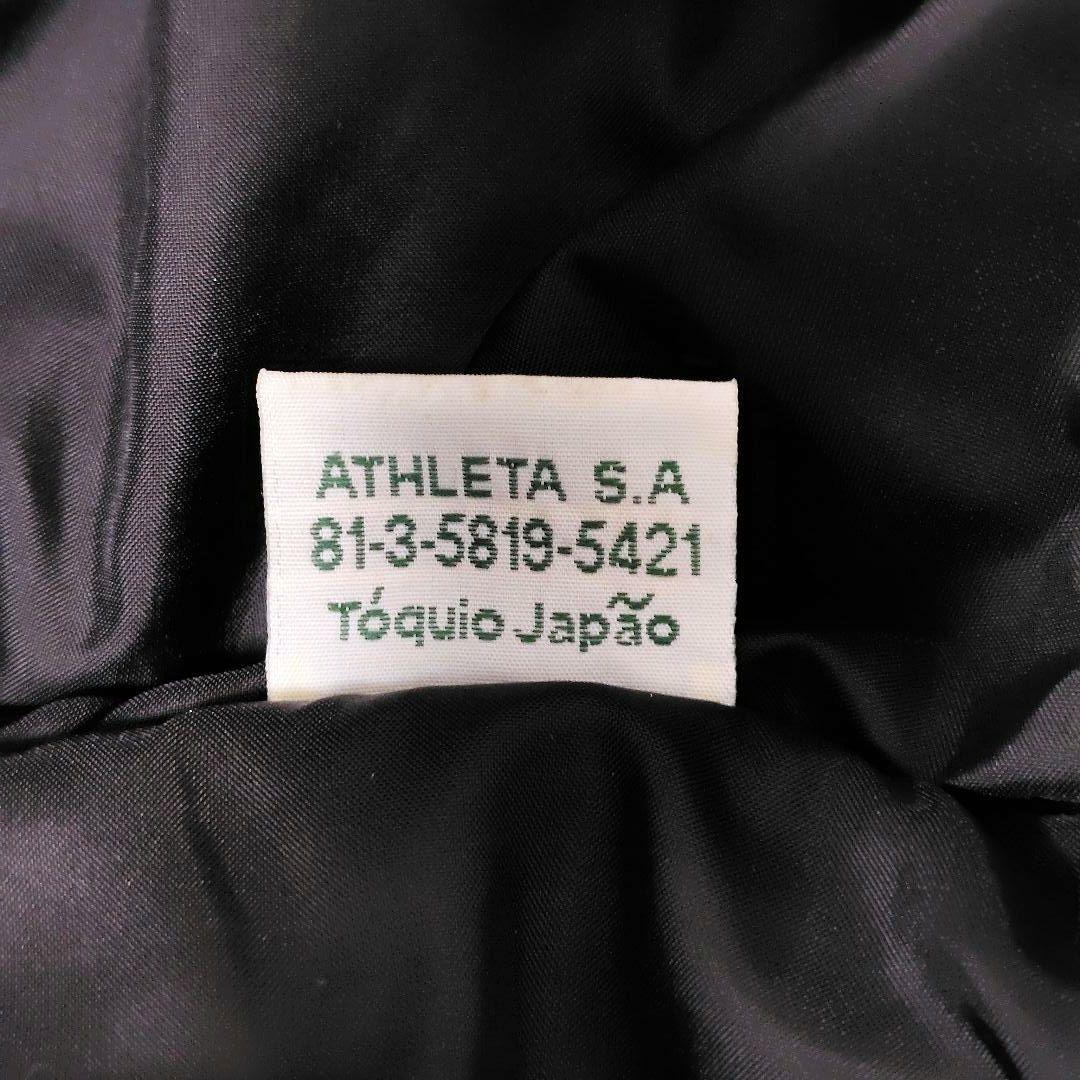 ATHLETA S.A
81-3-5819-5421
Tóquio Japão